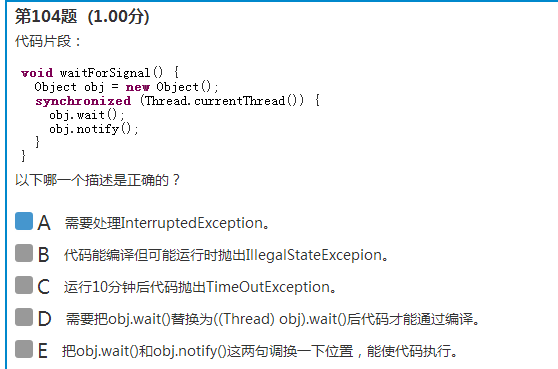 第104题 (1.00分)
代码片段：
void waitForSignal() {
Object obj = new Object();
synchronized (Thread.currentThread()) {
obj.wait();
obj.notify();
}
}
以下哪一个描述是正确的？
A 需要处理InterruptedException。
B 代码能编译但可能运行时抛出IllegalStateExcepion。
C 运行10分钟后代码抛出TimeOutException。
D 需要把obj.wait()替换为((Thread) obj).wait()后代码才能通过编译。
E 把obj.wait()和obj.notify()这两句调换一下位置，能使代码执行。